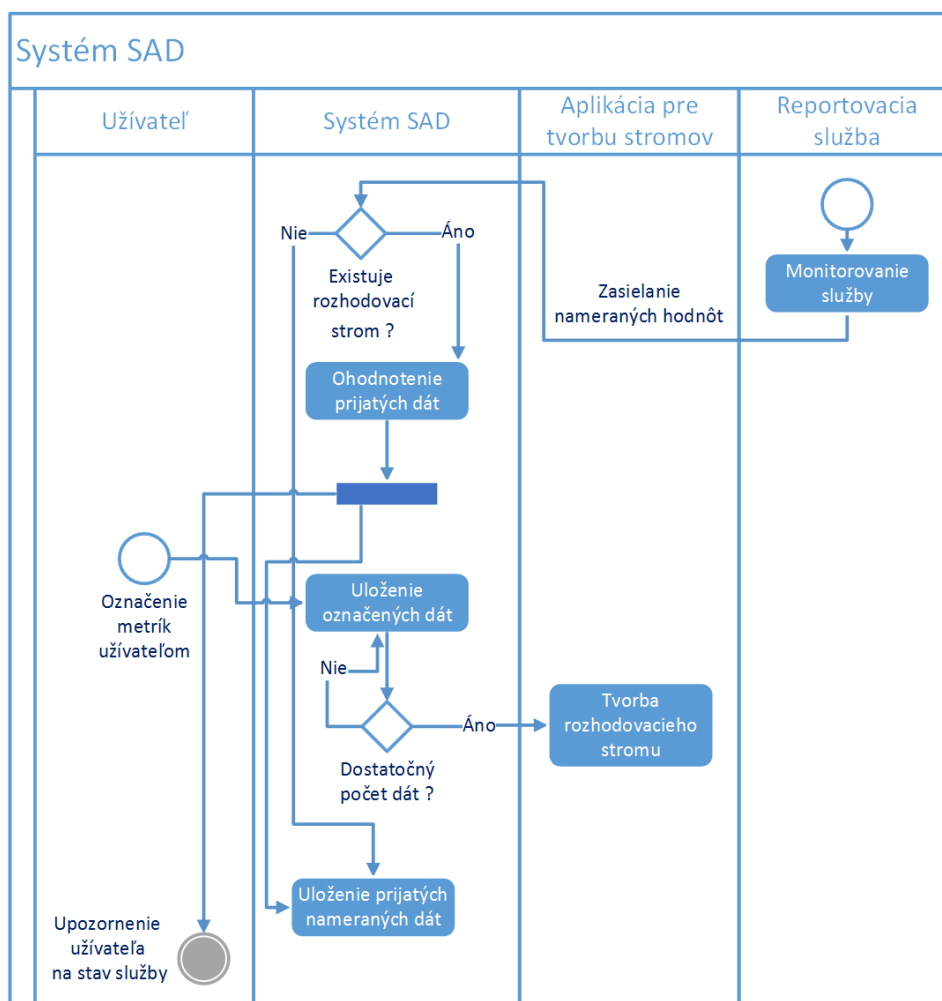 Systém SAD
Užívateľ
Systém SAD
Aplikácia pre
tvorbu stromov
Reportovacia
služba
Nie
Áno
Existuje
rozhodovací
strom ?
Monitorovanie
služby
Zasielanie
nameraných hodnôt
Ohodnotenie
prijatých dát
Označenie
metrík
užívateľom
Uloženie
označených dát
Nie
Áno
Dostatočný
počet dát ?
Tvorba
rozhodovacieho
stromu
Uloženie prijatých
nameraných dát
Upozornenie
užívateľa
na stav služby